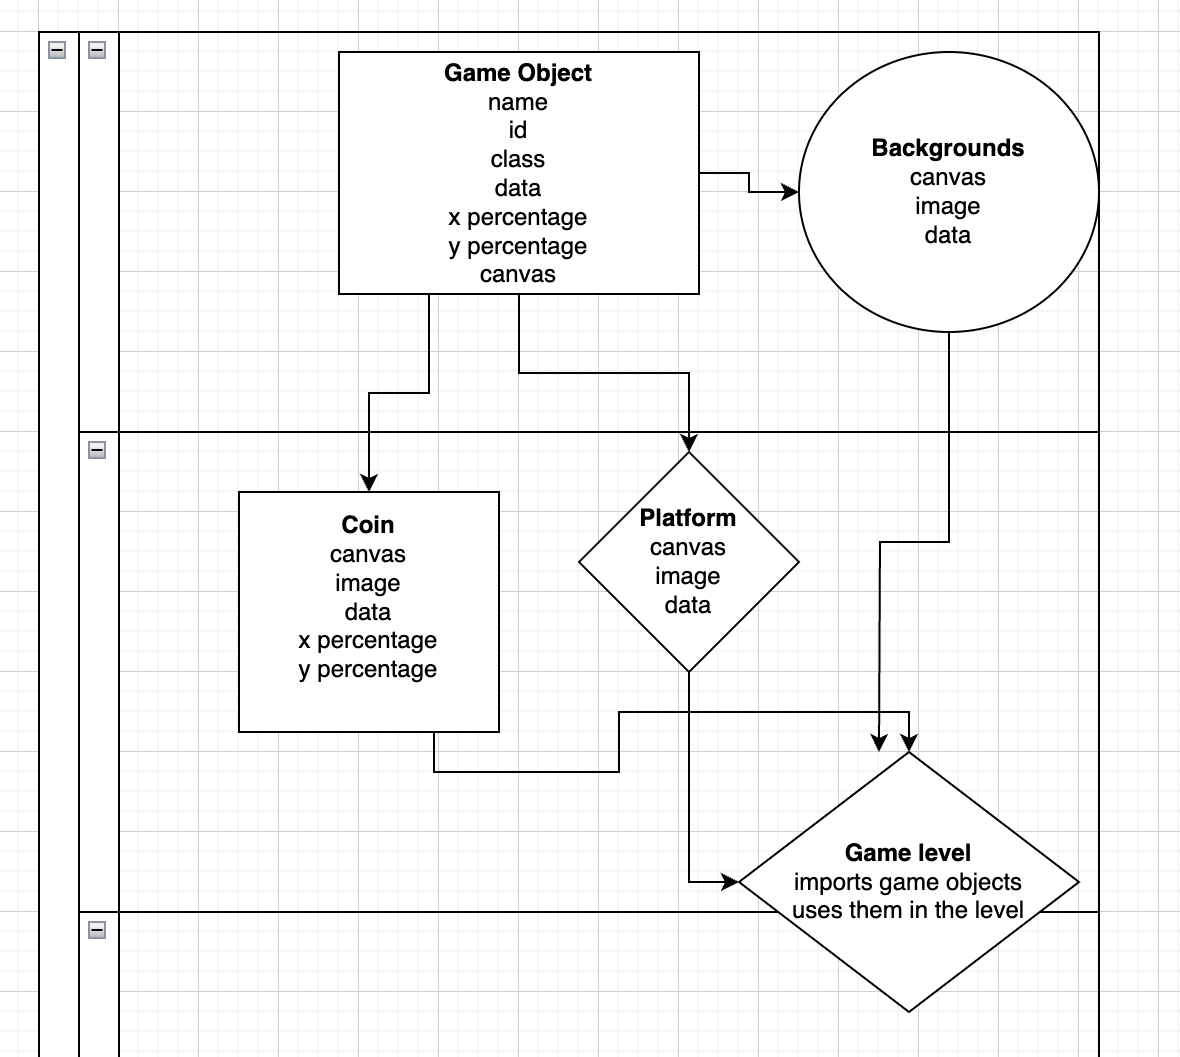 Game Object
name
id
class
data
x percentage
y percentage
canvas
Backgrounds
canvas
image
data
Coin
canvas
image
data
x percentage
y percentage
Platform
canvas
image
data
Game level
imports game objects
uses them in the level